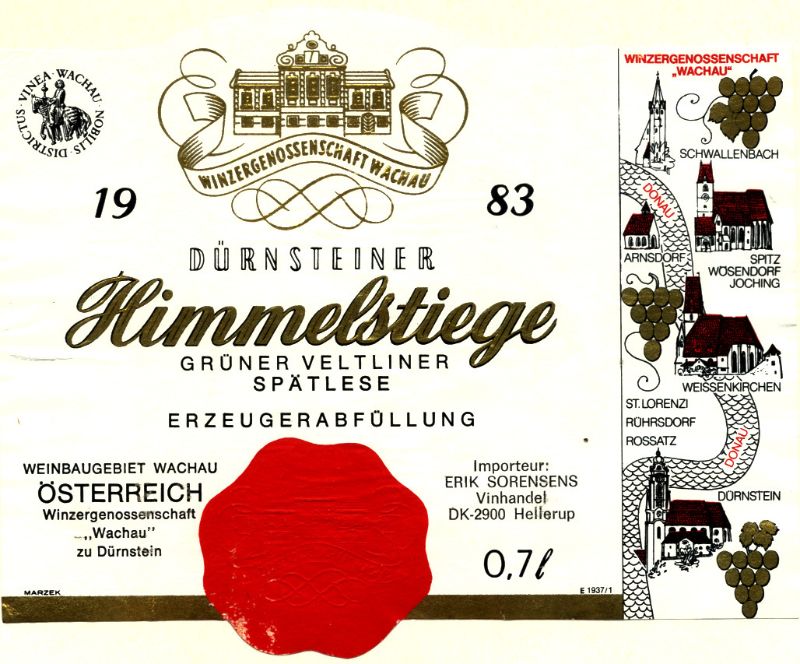 VINEA · WACHAU · NOBILIS · DISTRICTUS ·
WINZERGENOSSENSCHAFT WACHAU
19 83
DÜRNSTEINER
Himmelstiege
GRÜNER VELTLINER
SPÄTLESE
ERZEUGERABFÜLLUNG
WEINBAUGEBIET WACHAU
ÖSTERREICH
Winzergenossenschaft
„Wachau"
zu Dürnstein
Importeur:
ERIK SORENSENS
Vinhandel
DK-2900 Hellerup
0,7ℓ
MARZEK
E 1937/1
WINZERGENOSSENSCHAFT
„WACHAU"
SCHWALLENBACH
DONAU
ARNSDORF
SPITZ
WÖSENDORF
JOCHING
WEISSENKIRCHEN
ST. LORENZI
RÜHRSDORF
ROSSATZ
DONAU
DÜRNSTEIN